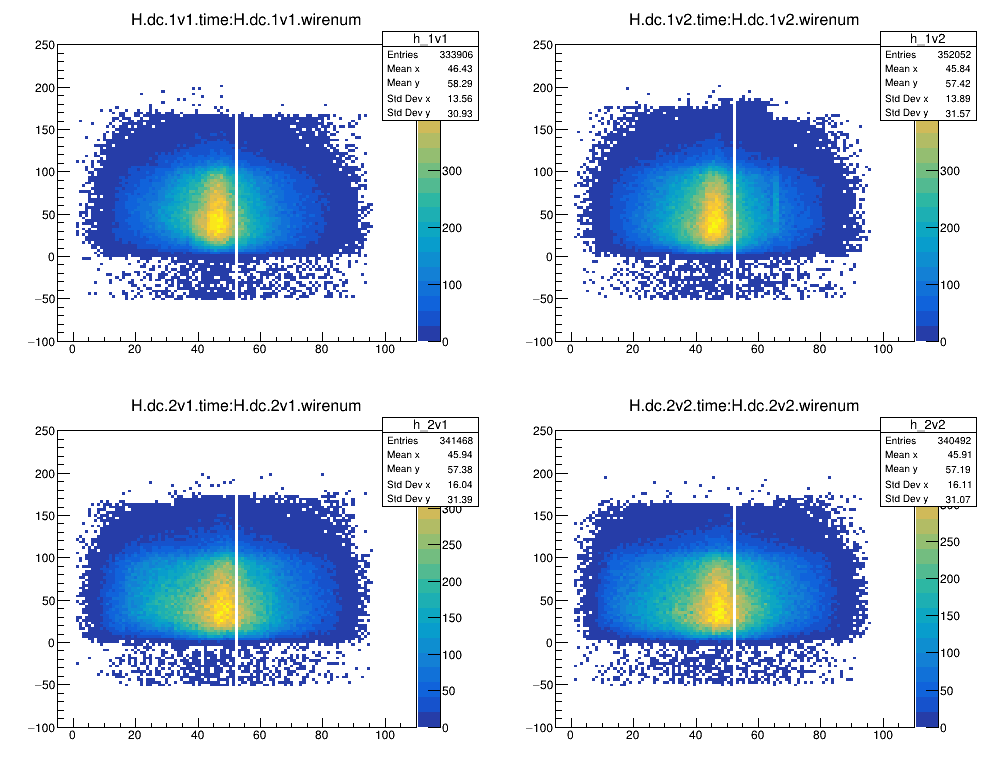 H.dc.1v1.time:H.dc.1v1.wirenum
h_1v1
Entries 333906
Mean x 46.43
Mean y 58.29
Std Dev x 13.56
Std Dev y 30.93
250
200
150
100
50
0
−50
−100
0 20 40 60 80 100
300
200
100
0
H.dc.1v2.time:H.dc.1v2.wirenum
h_1v2
Entries 352052
Mean x 45.84
Mean y 57.42
Std Dev x 13.89
Std Dev y 31.57
250
200
150
100
50
0
−50
−100
0 20 40 60 80 100
300
200
100
0
H.dc.2v1.time:H.dc.2v1.wirenum
h_2v1
Entries 341468
Mean x 45.94
Mean y 57.38
Std Dev x 16.04
Std Dev y 31.39
250
200
150
100
50
0
−50
−100
0 20 40 60 80 100
300
250
200
150
100
50
0
H.dc.2v2.time:H.dc.2v2.wirenum
h_2v2
Entries 340492
Mean x 45.91
Mean y 57.19
Std Dev x 16.11
Std Dev y 31.07
250
200
150
100
50
0
−50
−100
0 20 40 60 80 100
300
250
200
150
100
50
0